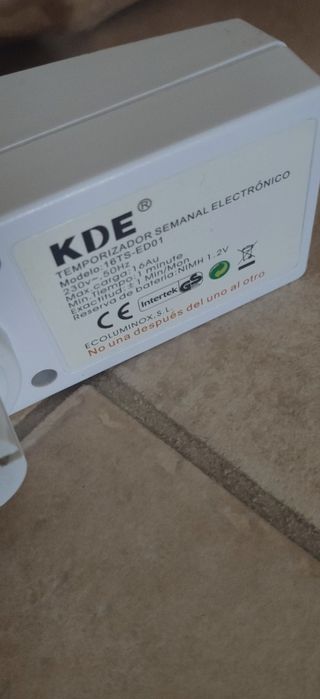 KDE®
TEMPORIZADOR SEMANAL ELECTRÓNICO
Modelo.:16TS-ED01
230v~ 50Hz
Max.carga:16A
Min.tiempo:1 minute
Exactitud:±1 Min/Mon
Reserva de batería:NIMH 1.2V
CE Intertek GS
ECOLUMINOX,S.L
No una después del uno al otro